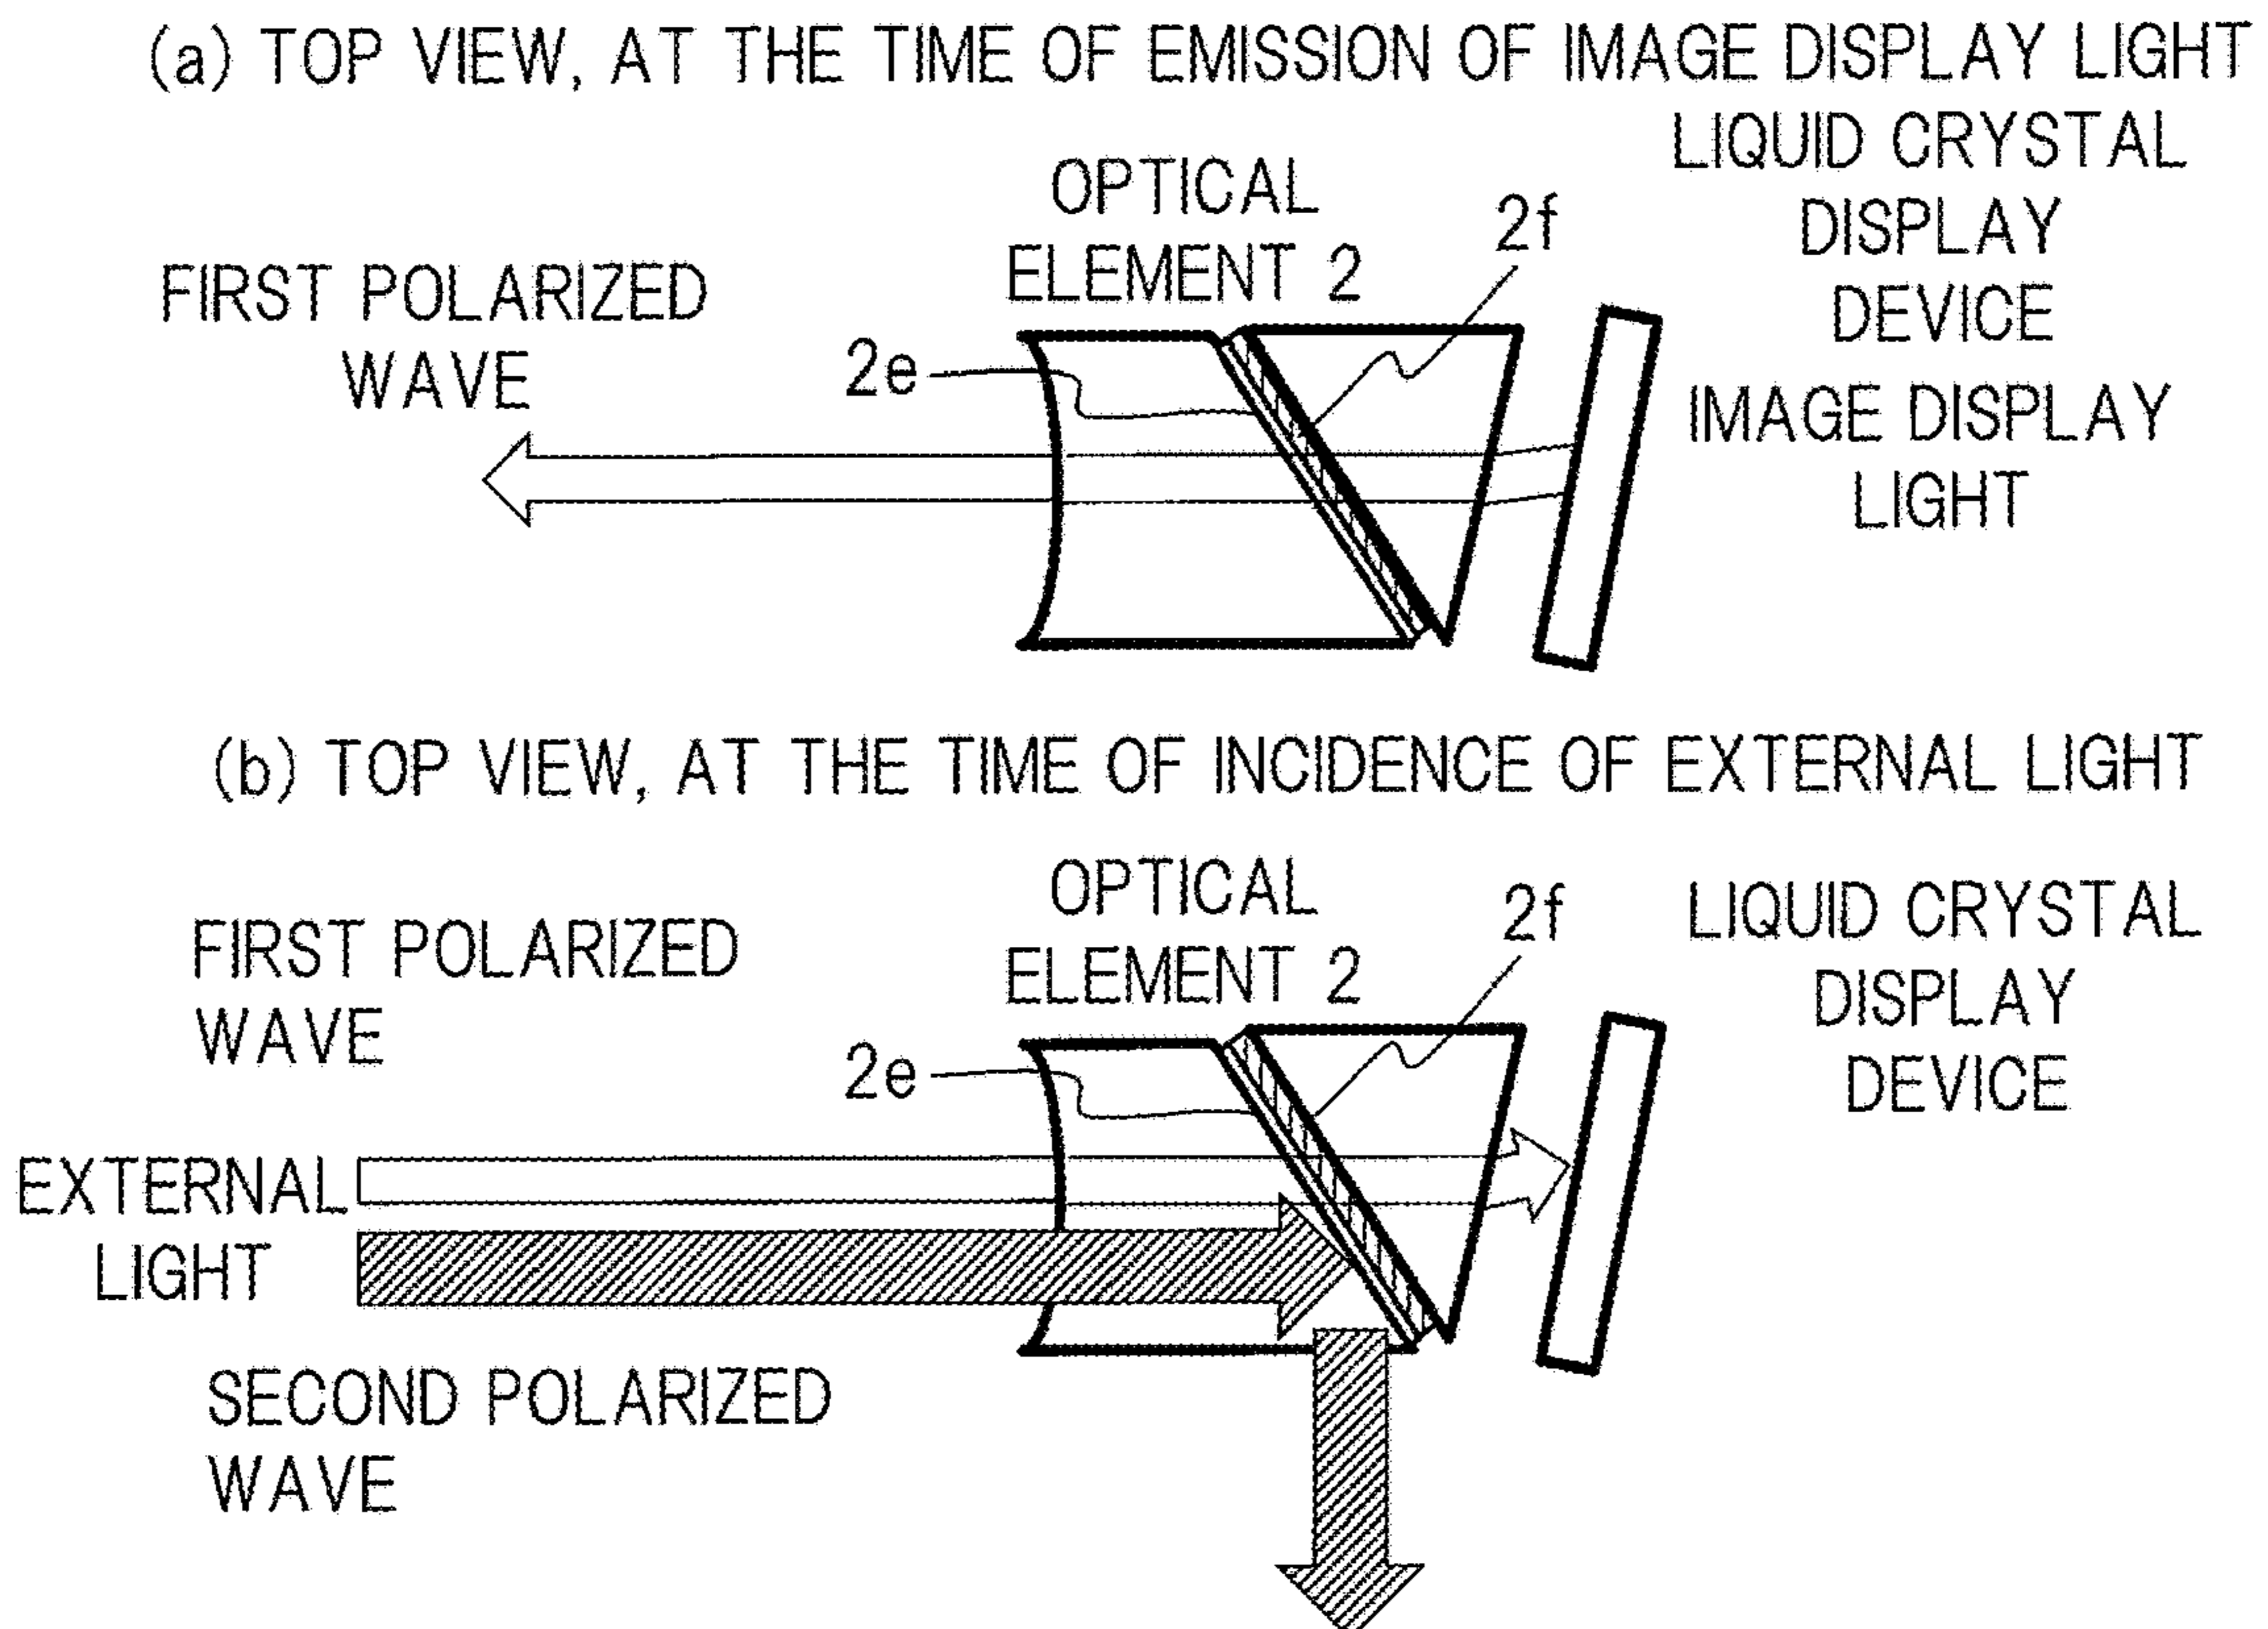 (a) TOP VIEW, AT THE TIME OF EMISSION OF IMAGE DISPLAY LIGHT
LIQUID CRYSTAL
DISPLAY
DEVICE
OPTICAL
ELEMENT 2
2f
FIRST POLARIZED
WAVE
2e
IMAGE DISPLAY
LIGHT
(b) TOP VIEW, AT THE TIME OF INCIDENCE OF EXTERNAL LIGHT
OPTICAL
ELEMENT 2
2f
LIQUID CRYSTAL
DISPLAY
DEVICE
FIRST POLARIZED
WAVE
2e
EXTERNAL
LIGHT
SECOND POLARIZED
WAVE